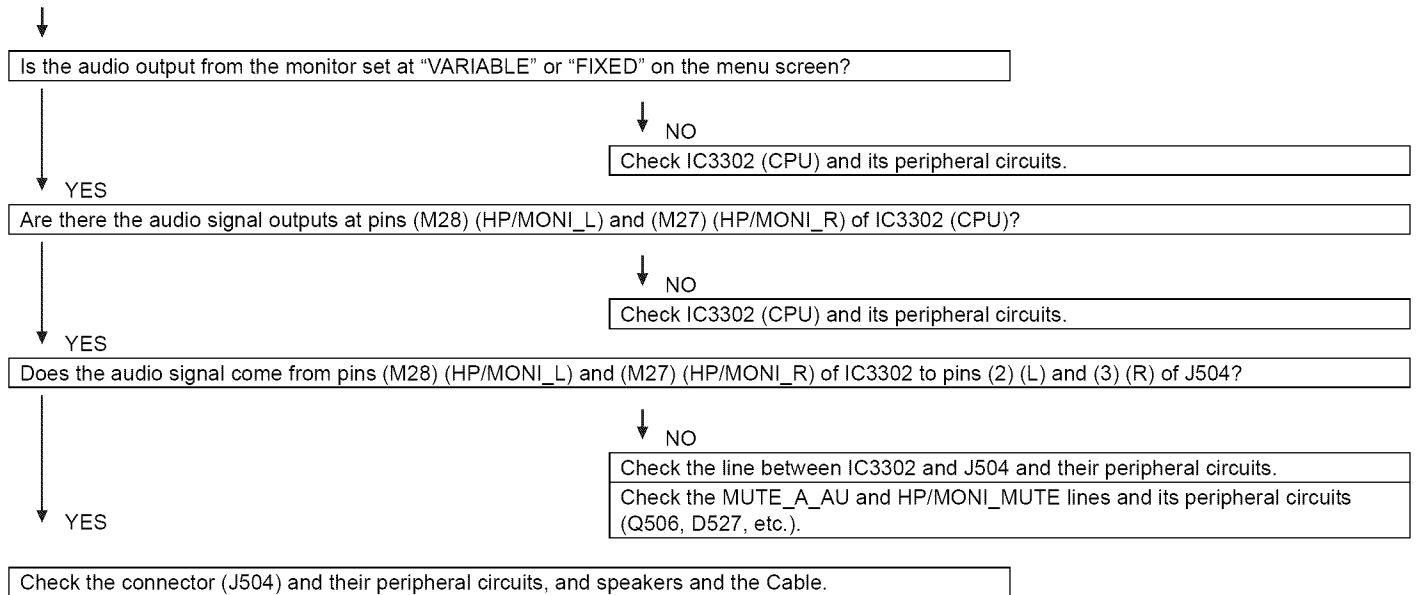 Is the audio output from the monitor set at “VARIABLE” or “FIXED” on the menu screen?
NO
Check IC3302 (CPU) and its peripheral circuits.
YES
Are there the audio signal outputs at pins (M28) (HP/MONI_L) and (M27) (HP/MONI_R) of IC3302 (CPU)?
NO
Check IC3302 (CPU) and its peripheral circuits.
YES
Does the audio signal come from pins (M28) (HP/MONI_L) and (M27) (HP/MONI_R) of IC3302 to pins (2) (L) and (3) (R) of J504?
NO
Check the line between IC3302 and J504 and their peripheral circuits.
Check the MUTE_A_AU and HP/MONI_MUTE lines and its peripheral circuits
(Q506, D527, etc.).
YES
Check the connector (J504) and their peripheral circuits, and speakers and the Cable.